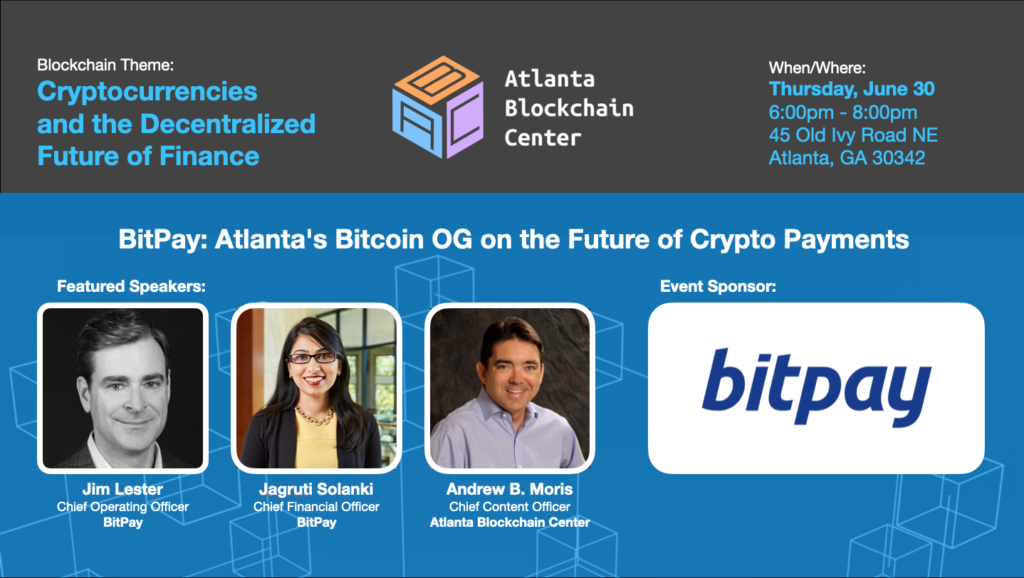 Blockchain Theme:
Cryptocurrencies
and the Decentralized
Future of Finance
BAC
Atlanta
Blockchain
Center
When/Where:
Thursday, June 30
6:00pm - 8:00pm
45 Old Ivy Road NE
Atlanta, GA 30342
BitPay: Atlanta's Bitcoin OG on the Future of Crypto Payments
Featured Speakers:
Event Sponsor:
bitpay
Jim Lester
Chief Operating Officer
BitPay
Jagruti Solanki
Chief Financial Officer
BitPay
Andrew B. Moris
Chief Content Officer
Atlanta Blockchain Center